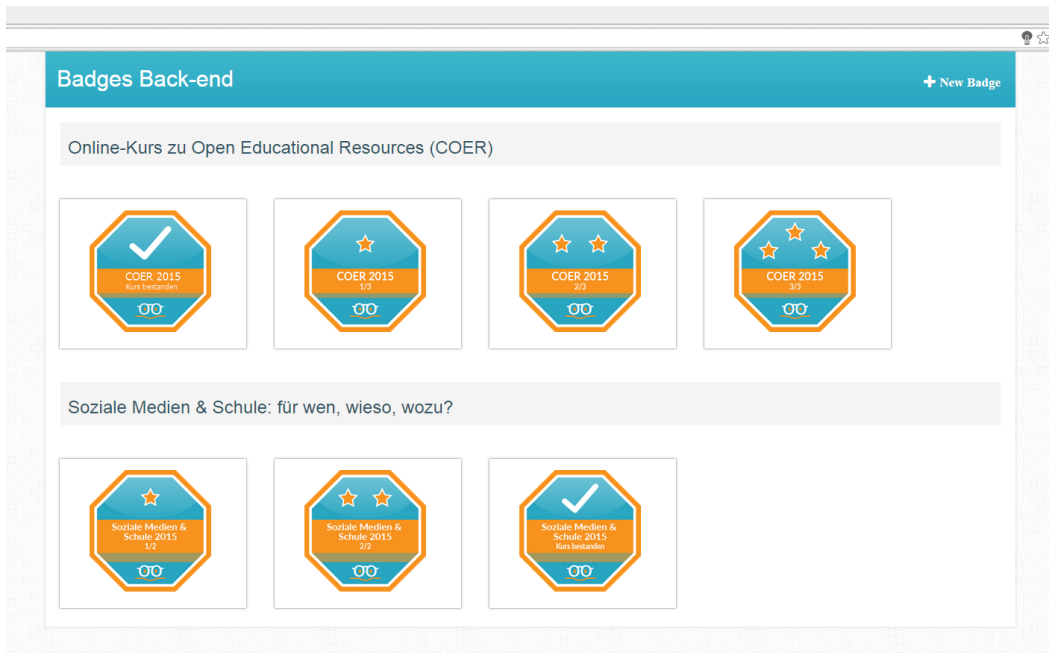 Badges Back-end
New Badge
Online-Kurs zu Open Educational Resources (COER)
COER 2015
Kurs bestanden
COER 2015
1/3
COER 2015
2/3
COER 2015
3/3
Soziale Medien & Schule: für wen, wieso, wozu?
Soziale Medien &
Schule 2015
1/2
Soziale Medien &
Schule 2015
2/2
Soziale Medien &
Schule 2015
Kurs bestanden